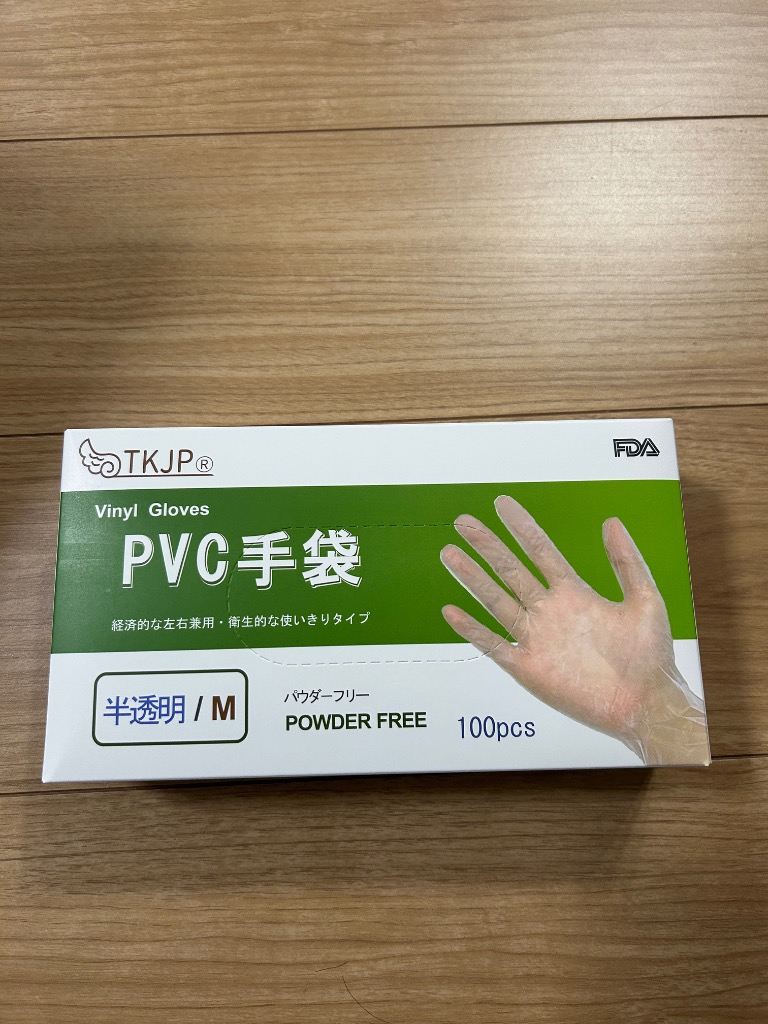 TKJP®
FDA
Vinyl Gloves
PVC手袋
経済的な左右兼用・衛生的な使いきりタイプ
半透明 / M
パウダーフリー
POWDER FREE
100pcs